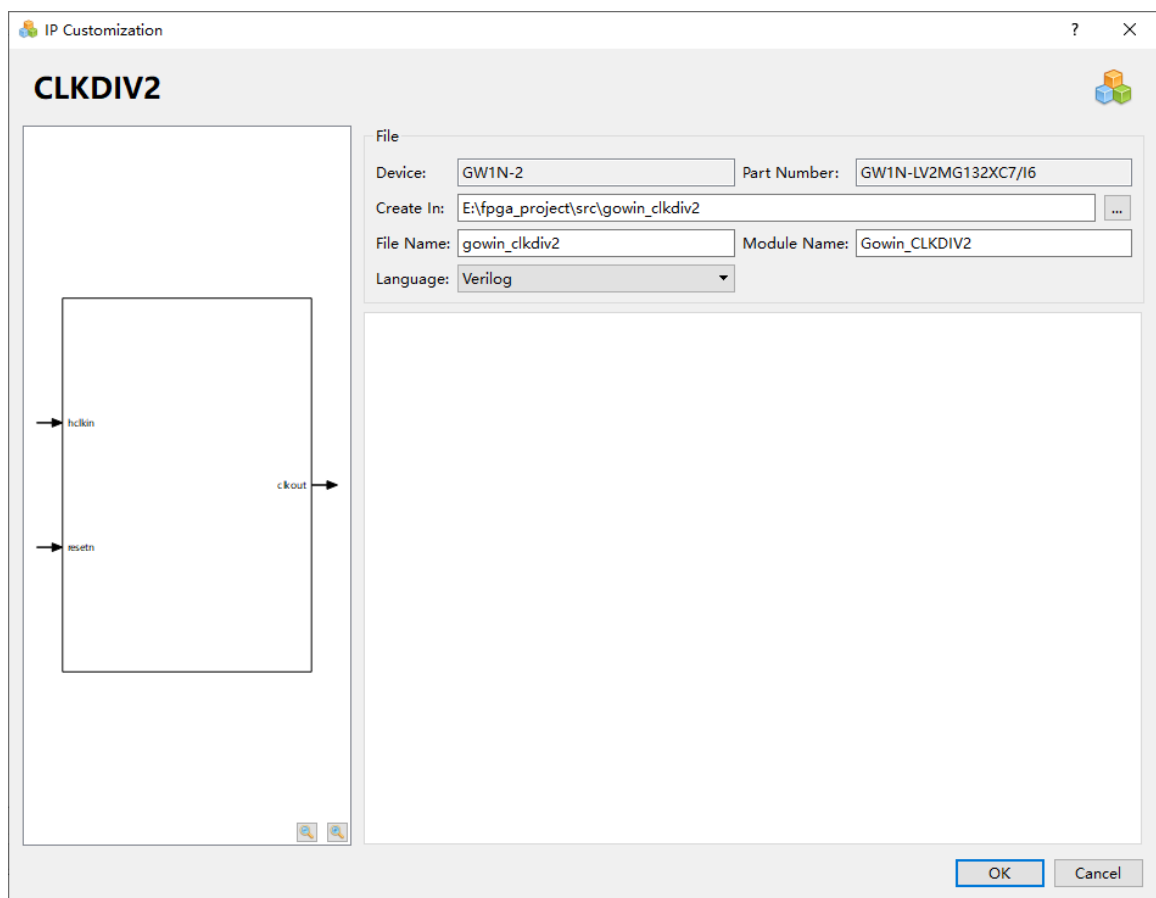 IP Customization
?
CLKDIV2
File
Device: GW1N-2 Part Number: GW1N-LV2MG132XC7/I6
Create In: E:\fpga_project\src\gowin_clkdiv2 ...
File Name: gowin_clkdiv2 Module Name: Gowin_CLKDIV2
Language: Verilog
hclkin
clkout
resetn
OK Cancel